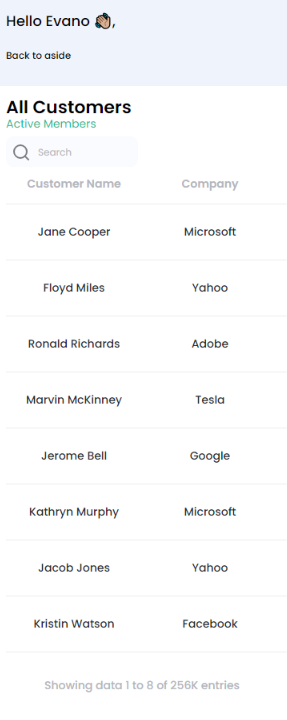 Hello Evano 👋🏼,
Back to aside
All Customers
Active Members
Search
Customer Name Company
Jane Cooper Microsoft
Floyd Miles Yahoo
Ronald Richards Adobe
Marvin McKinney Tesla
Jerome Bell Google
Kathryn Murphy Microsoft
Jacob Jones Yahoo
Kristin Watson Facebook
Showing data 1 to 8 of 256K entries